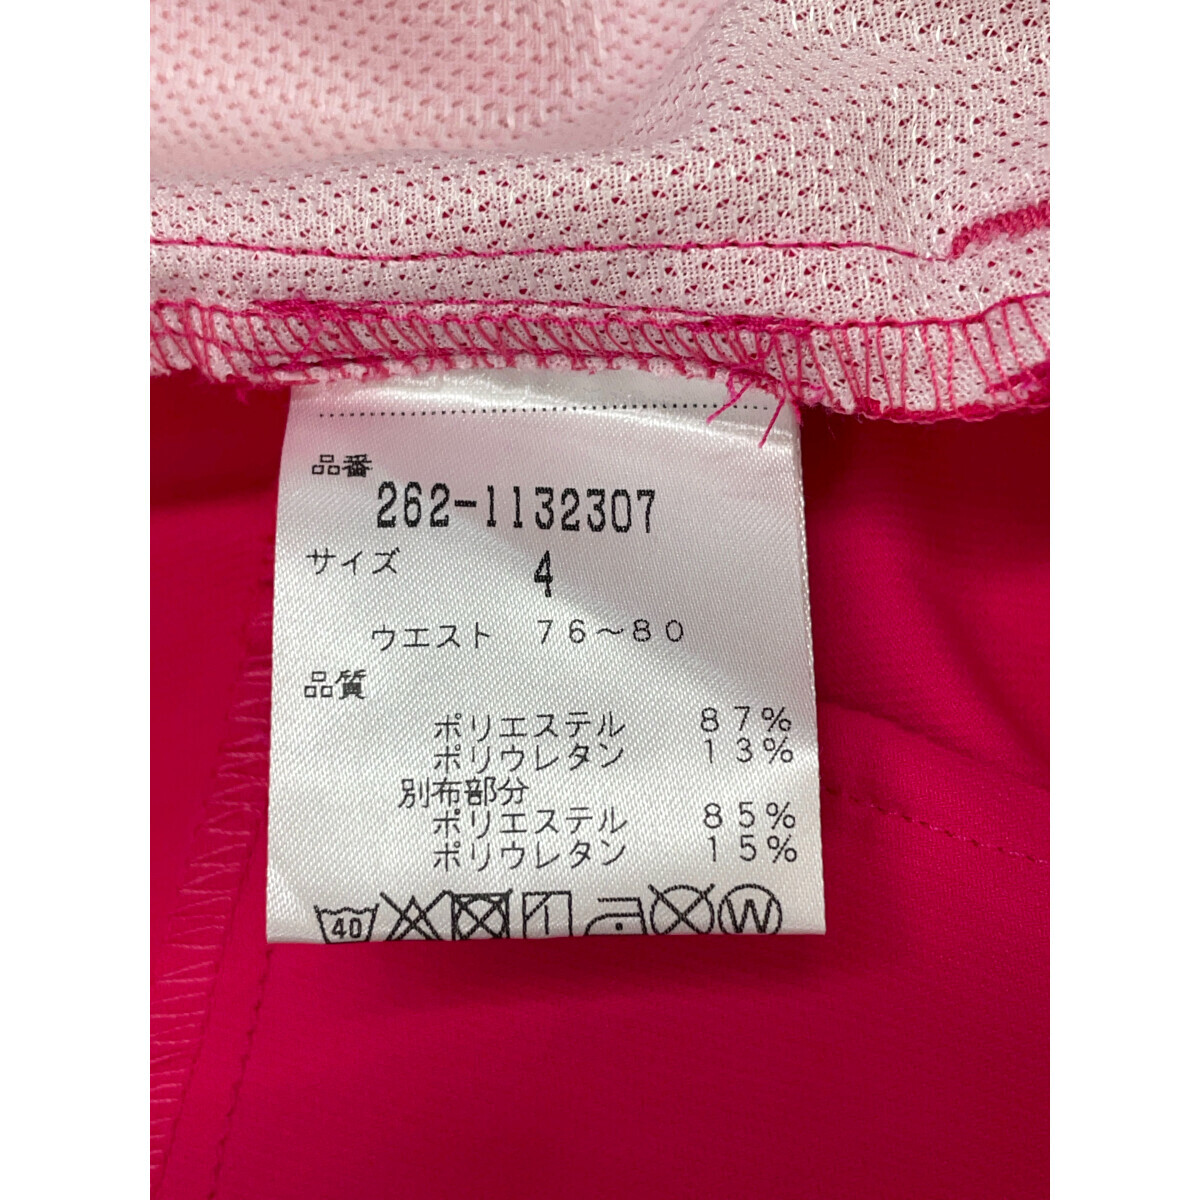 品番
262-1132307
サイズ 4
ウエスト ７６～８０
品質
ポリエステル ８７％
ポリウレタン １３％
別布部分
ポリエステル ８５％
ポリウレタン １５％
40 W